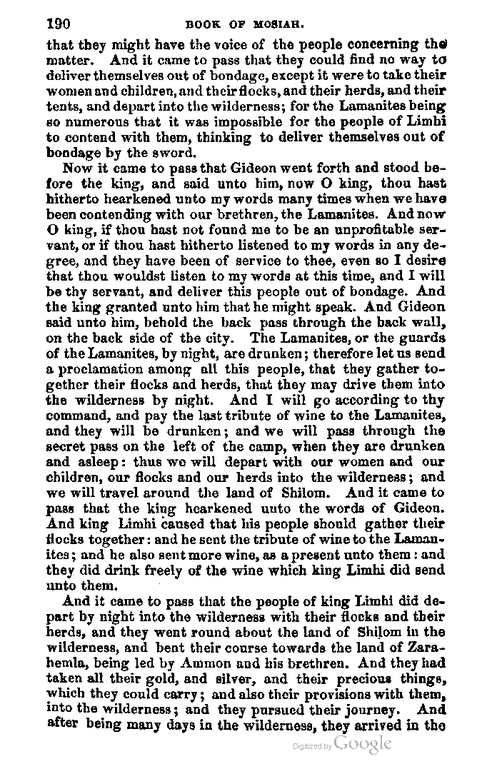 190 BOOK OF MOSIAH.
that they might have the voice of the people concerning the
matter. And it came to pass that they could find no way to
deliver themselves out of bondage, except it were to take their
women and children, and their flocks, and their herds, and their
tents, and depart into the wilderness; for the Lamanites being
so numerous that it was impossible for the people of Limhi
to contend with them, thinking to deliver themselves out of
bondage by the sword.
Now it came to pass that Gideon went forth and stood be-
fore the king, and said unto him, now O king, thou hast
hitherto hearkened unto my words many times when we have
been contending with our brethren, the Lamanites. And now
O king, if thou hast not found me to be an unprofitable ser-
vant, or if thou hast hitherto listened to my words in any de-
gree, and they have been of service to thee, even so I desire
that thou wouldst listen to my words at this time, and I will
be thy servant, and deliver this people out of bondage. And
the king granted unto him that he might speak. And Gideon
said unto him, behold the back pass through the back wall,
on the back side of the city. The Lamanites, or the guards
of the Lamanites, by night, are drunken; therefore let us send
a proclamation among all this people, that they gather to-
gether their flocks and herds, that they may drive them into
the wilderness by night. And I will go according to thy
command, and pay the last tribute of wine to the Lamanites,
and they will be drunken; and we will pass through the
secret pass on the left of the camp, when they are drunken
and asleep: thus we will depart with our women and our
children, our flocks and our herds into the wilderness; and
we will travel around the land of Shilom. And it came to
pass that the king hearkened unto the words of Gideon.
And king Limhi caused that his people should gather their
flocks together: and he sent the tribute of wine to the Laman-
ites; and he also sent more wine, as a present unto them: and
they did drink freely of the wine which king Limhi did send
unto them.
And it came to pass that the people of king Limhi did de-
part by night into the wilderness with their flocks and their
herds, and they went round about the land of Shilom in the
wilderness, and bent their course towards the land of Zara-
hemla, being led by Ammon and his brethren. And they had
taken all their gold, and silver, and their precious things,
which they could carry; and also their provisions with them,
into the wilderness; and they pursued their journey. And
after being many days in the wilderness, they arrived in the
Digitized by Google